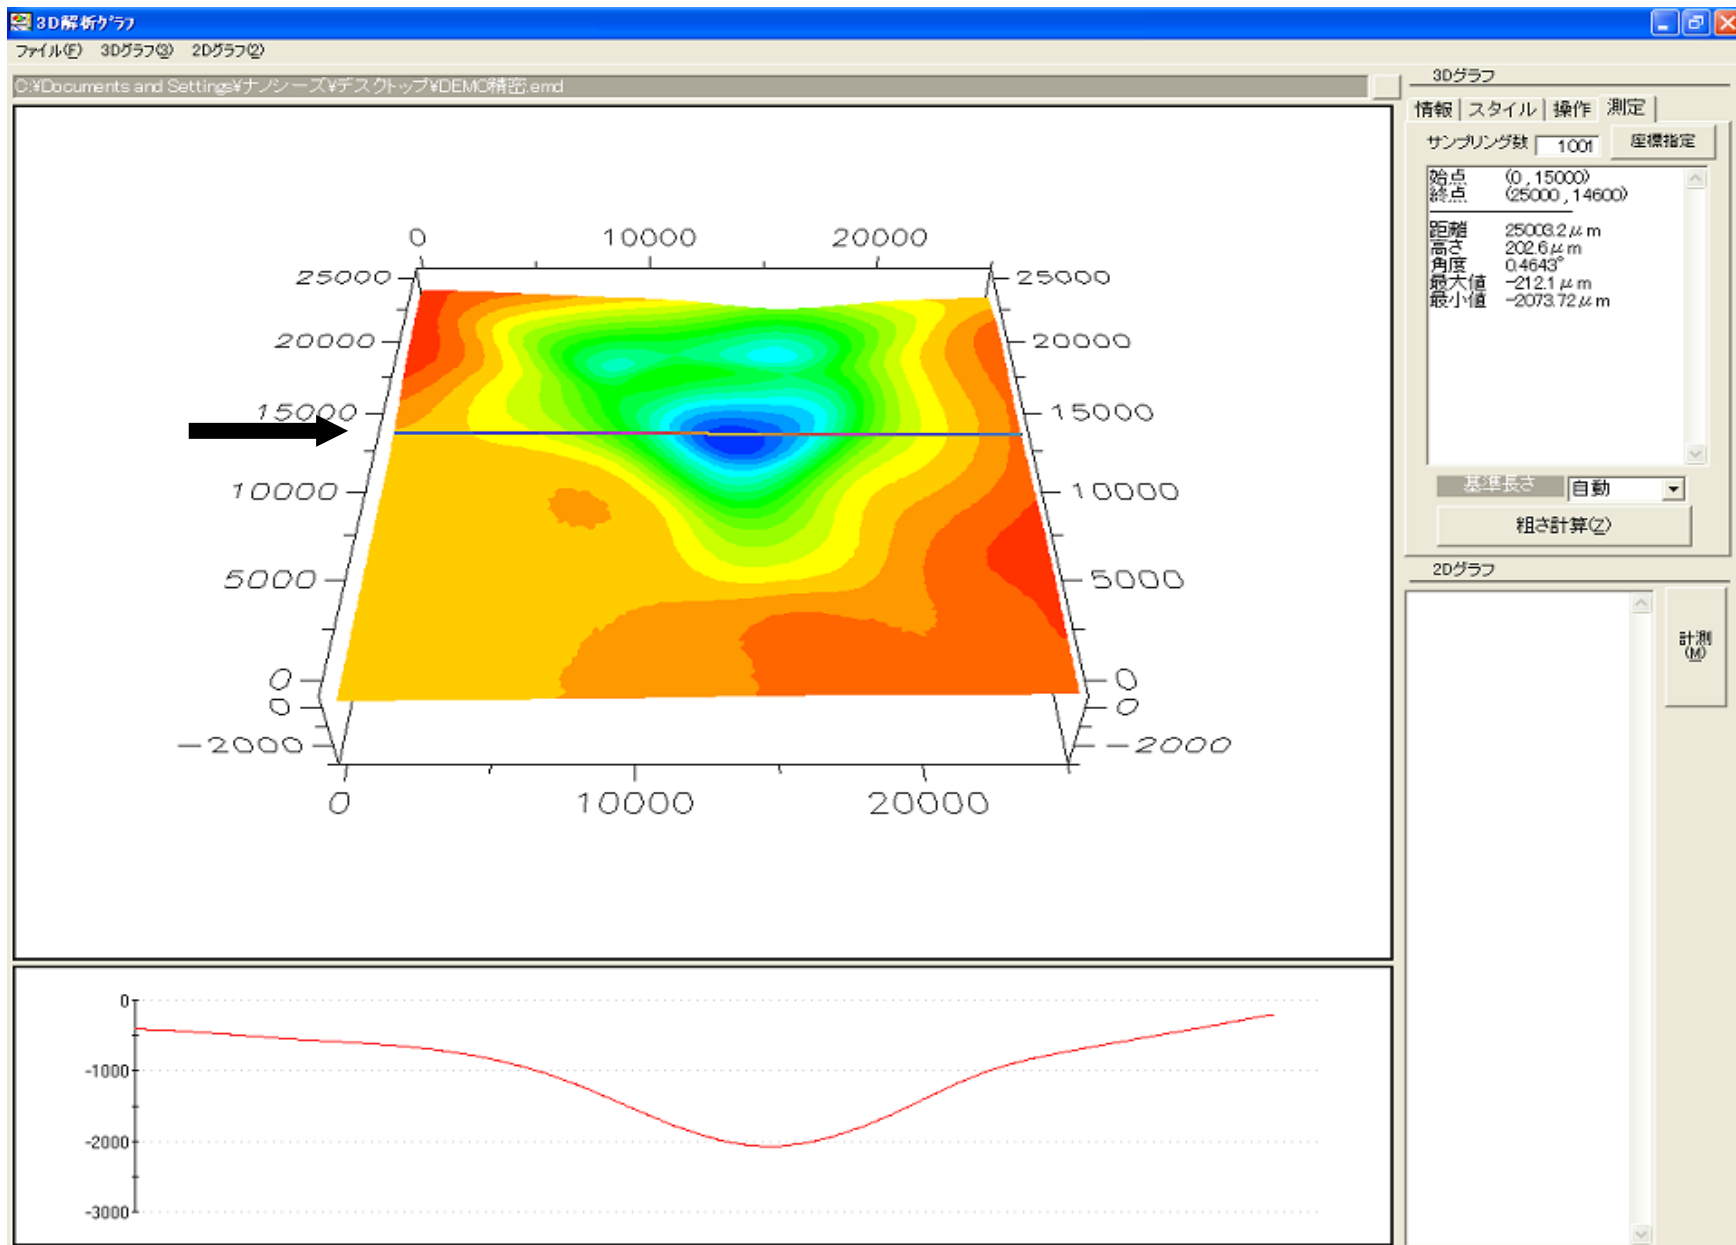 3D解析グラフ
ファイル(F) 3Dグラフ(3) 2Dグラフ(2)
C:¥Documents and Settings¥ナノシーズ¥デスクトップ¥DEMO精密.emd
3Dグラフ
情報 スタイル 操作 測定
サンプリング数 1001 座標指定
始点 (0,15000)
終点 (25000,14600)
距離 25003.2μm
高さ 202.6μm
角度 0.4643°
最大値 -212.1μm
最小値 -2073.72μm
基準長さ 自動
粗さ計算(Z)
2Dグラフ
計測
(M)
0 10000 20000
25000 25000
20000 20000
15000 15000
10000 10000
5000 5000
0 0
0 0
-2000 -2000
0 10000 20000
0
-1000
-2000
-3000